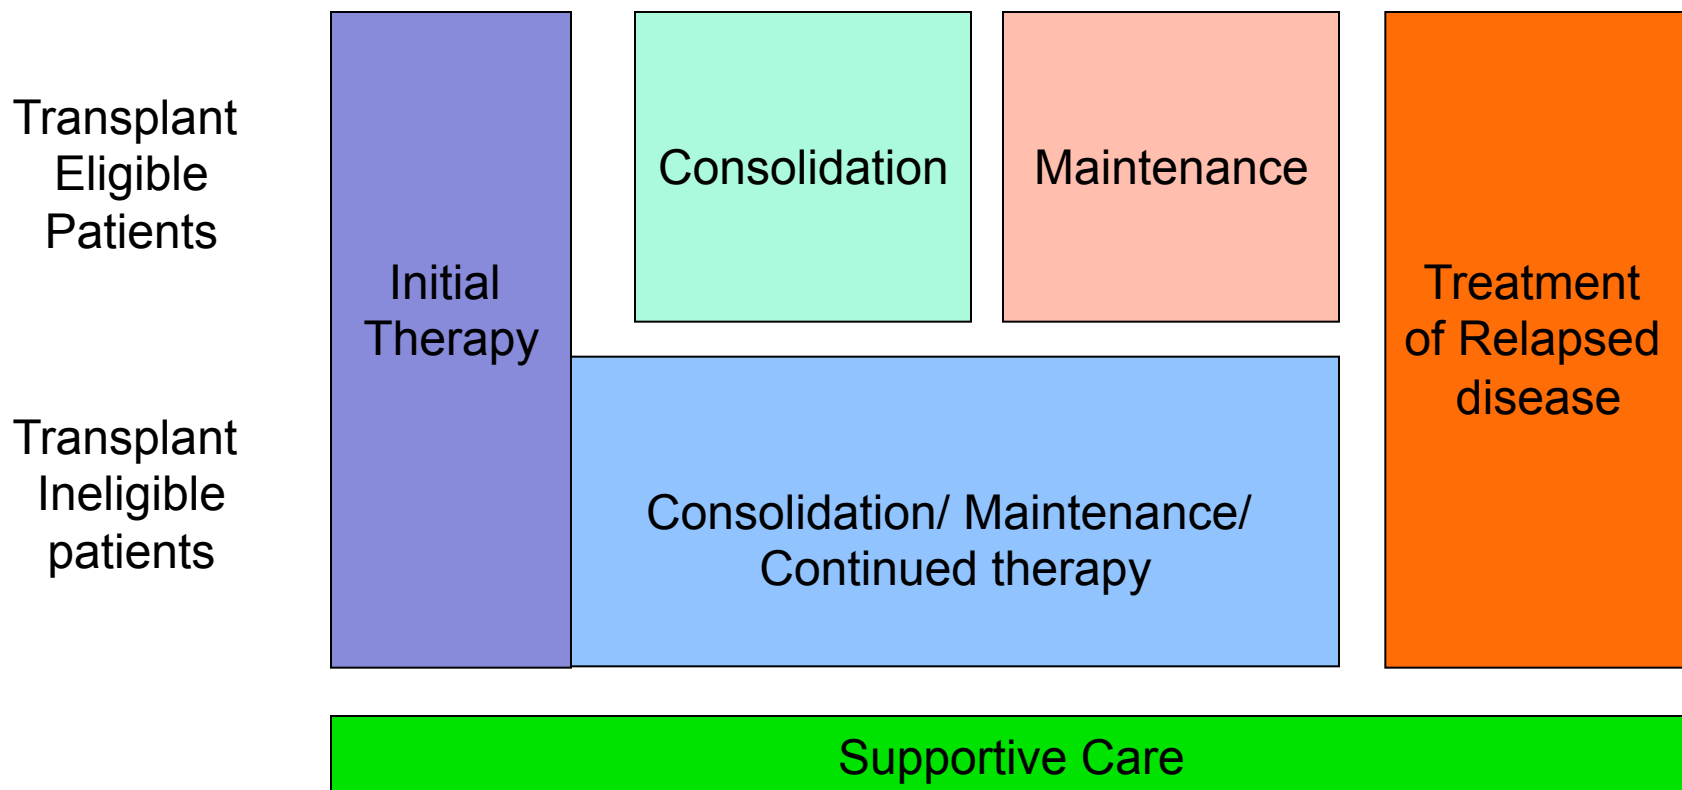 Transplant
Eligible
Patients
Initial
Therapy
Consolidation
Maintenance
Treatment
of Relapsed
disease
Transplant
Ineligible
patients
Consolidation/ Maintenance/
Continued therapy
Supportive Care